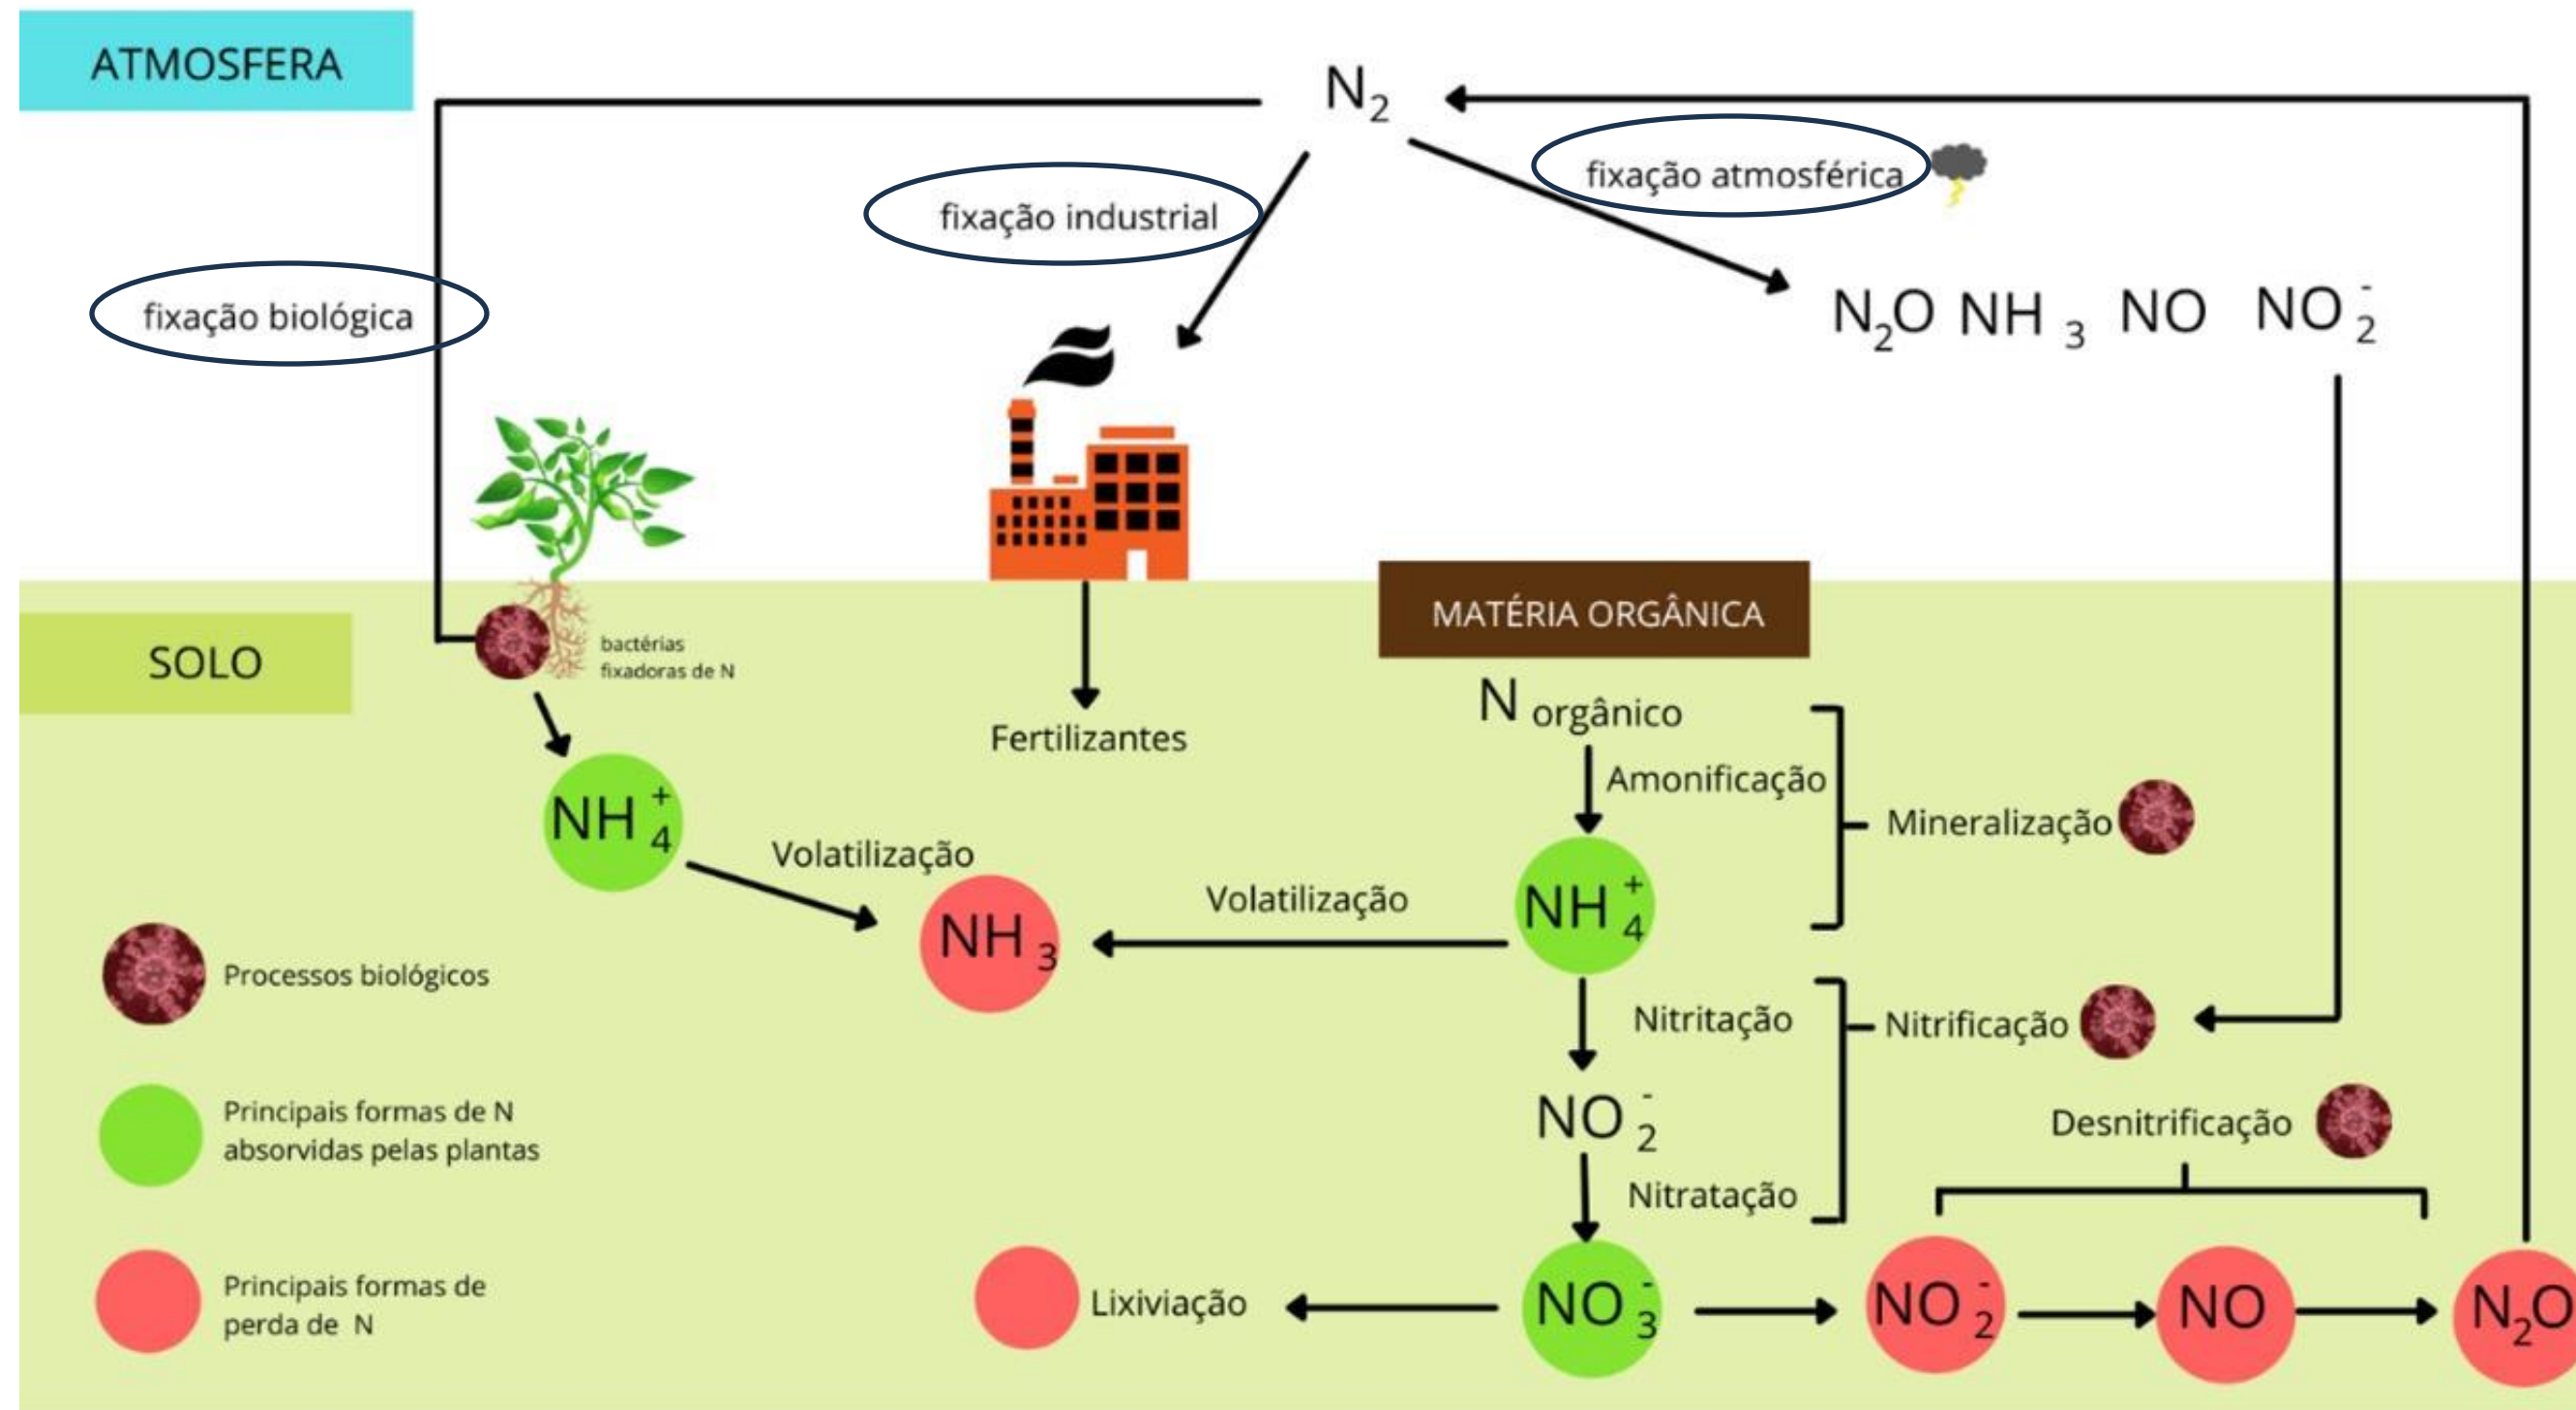 ATMOSFERA
N2
fixação atmosférica
fixação industrial
fixação biológica
N2O NH3 NO NO2-
MATÉRIA ORGÂNICA
SOLO
bactérias
fixadoras de N
N orgânico
Fertilizantes
Amonificação
NH4+
Mineralização
Volatilização
NH3
Volatilização
NH4+
Processos biológicos
Nitritação
Nitrificação
NO2-
Desnitrificação
Principais formas de N
absorvidas pelas plantas
Nitratação
Principais formas de
perda de N
Lixiviação
NO3-
NO2-
NO
N2O